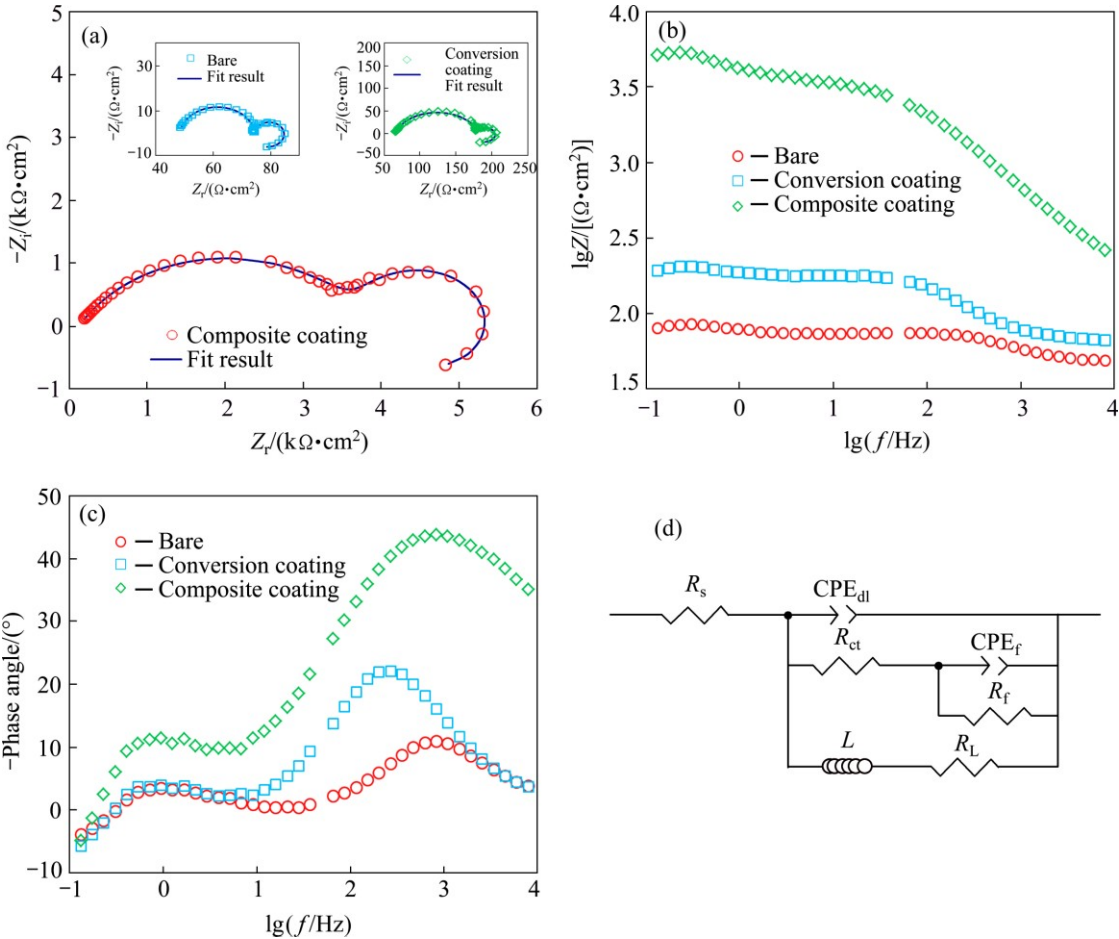 (a)
5
4
3
2
1
0
−1
−Zi/(kΩ•cm²)
0 1 2 3 4 5 6
Zr/(kΩ•cm²)
Composite coating
Fit result
30
10
−10
−Zi/(Ω•cm²)
Bare
Fit result
40 60 80
Zr/(Ω•cm²)
200
150
100
50
0
−50
−Zi/(Ω•cm²)
Conversion
coating
Fit result
50 100 150 200 250
Zr/(Ω•cm²)
(b)
4.0
3.5
3.0
2.5
2.0
1.5
lgZ/[(Ω•cm²)]
Bare
Conversion coating
Composite coating
−1 0 1 2 3 4
lg(f/Hz)
(c)
50
40
30
20
10
0
−10
−Phase angle/(°)
Bare
Conversion coating
Composite coating
−1 0 1 2 3 4
lg(f/Hz)
(d)
Rs
CPEdl
Rct
CPEf
Rf
L
RL